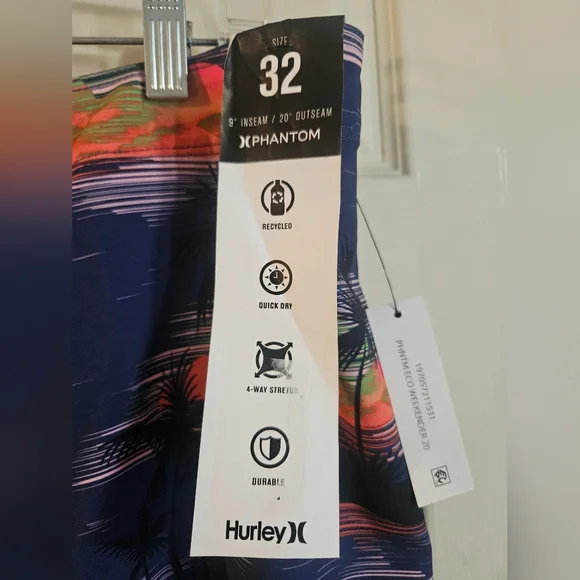 SIZE
32
9" INSEAM / 20" OUTSEAM
PHANTOM
RECYCLED
QUICK DRY
4-WAY STRETCH
DURABLE
Hurley
197057211531
PHNTM ECO WEEKENDER 20